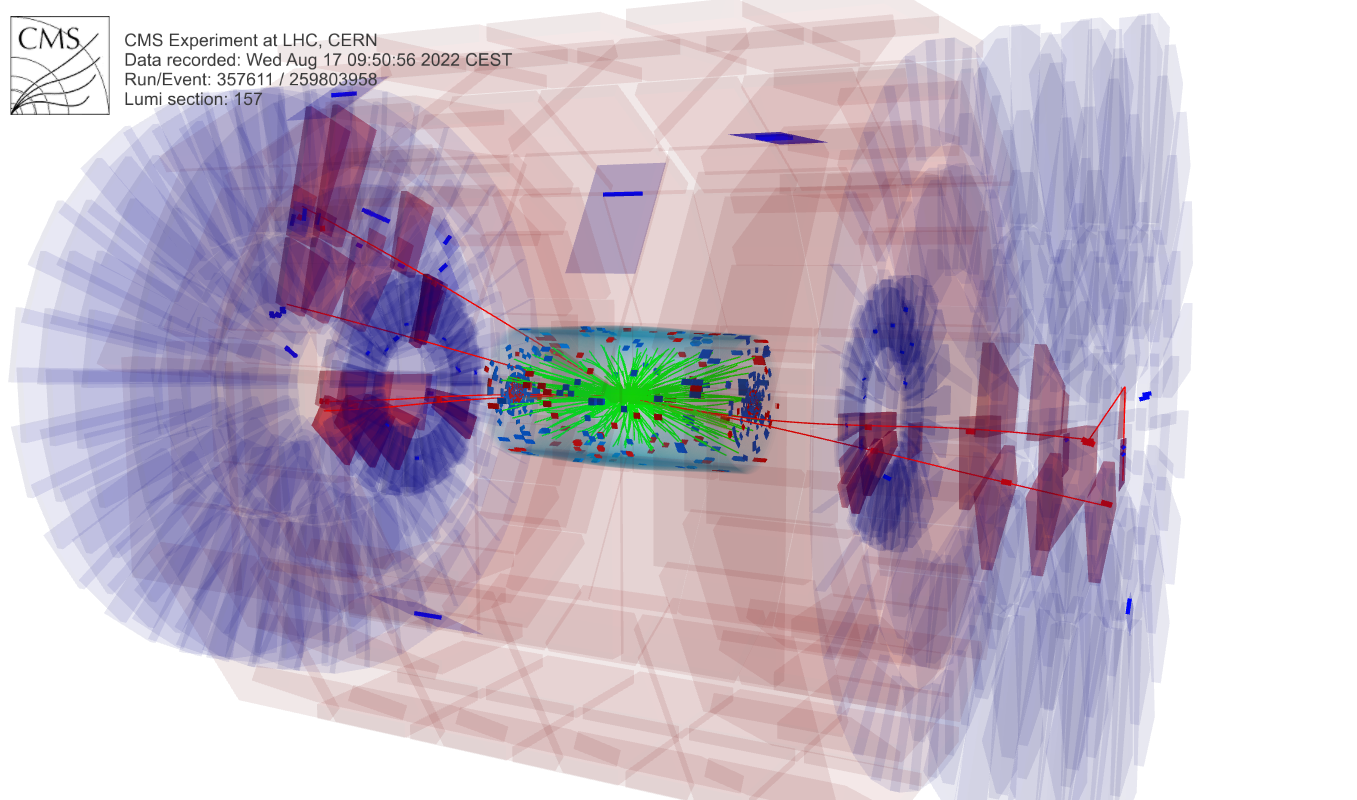 CMS
CMS Experiment at LHC, CERN
Data recorded: Wed Aug 17 09:50:56 2022 CEST
Run/Event: 357611 / 259803958
Lumi section: 157